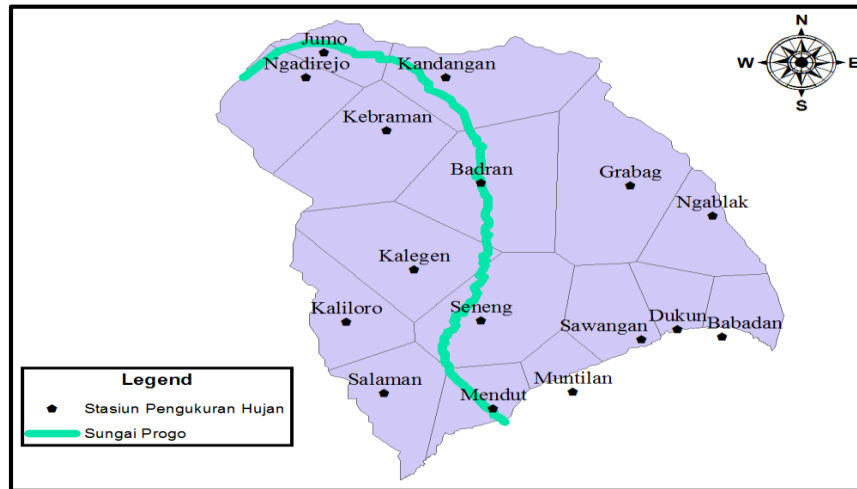 N
W E
S
Jumo
Ngadirejo
Kandangan
Kebraman
Badran
Grabag
Ngablak
Kalegen
Kaliloro
Seneng
Sawangan
Dukun
Babadan
Salaman
Mendut
Muntilan
Legend
Stasiun Pengukuran Hujan
Sungai Progo